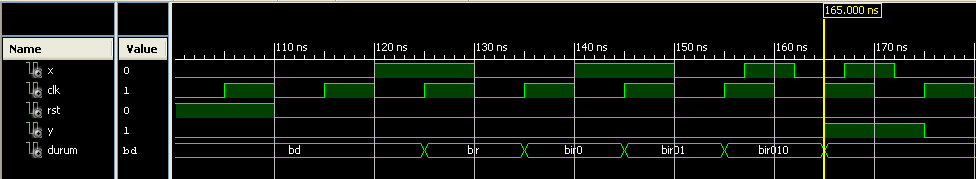 165.000 ns
Name Value 110 ns 120 ns 130 ns 140 ns 150 ns 160 ns 170 ns
x 0
clk 1
rst 0
y 1
durum bd bd bir bir0 bir01 bir010